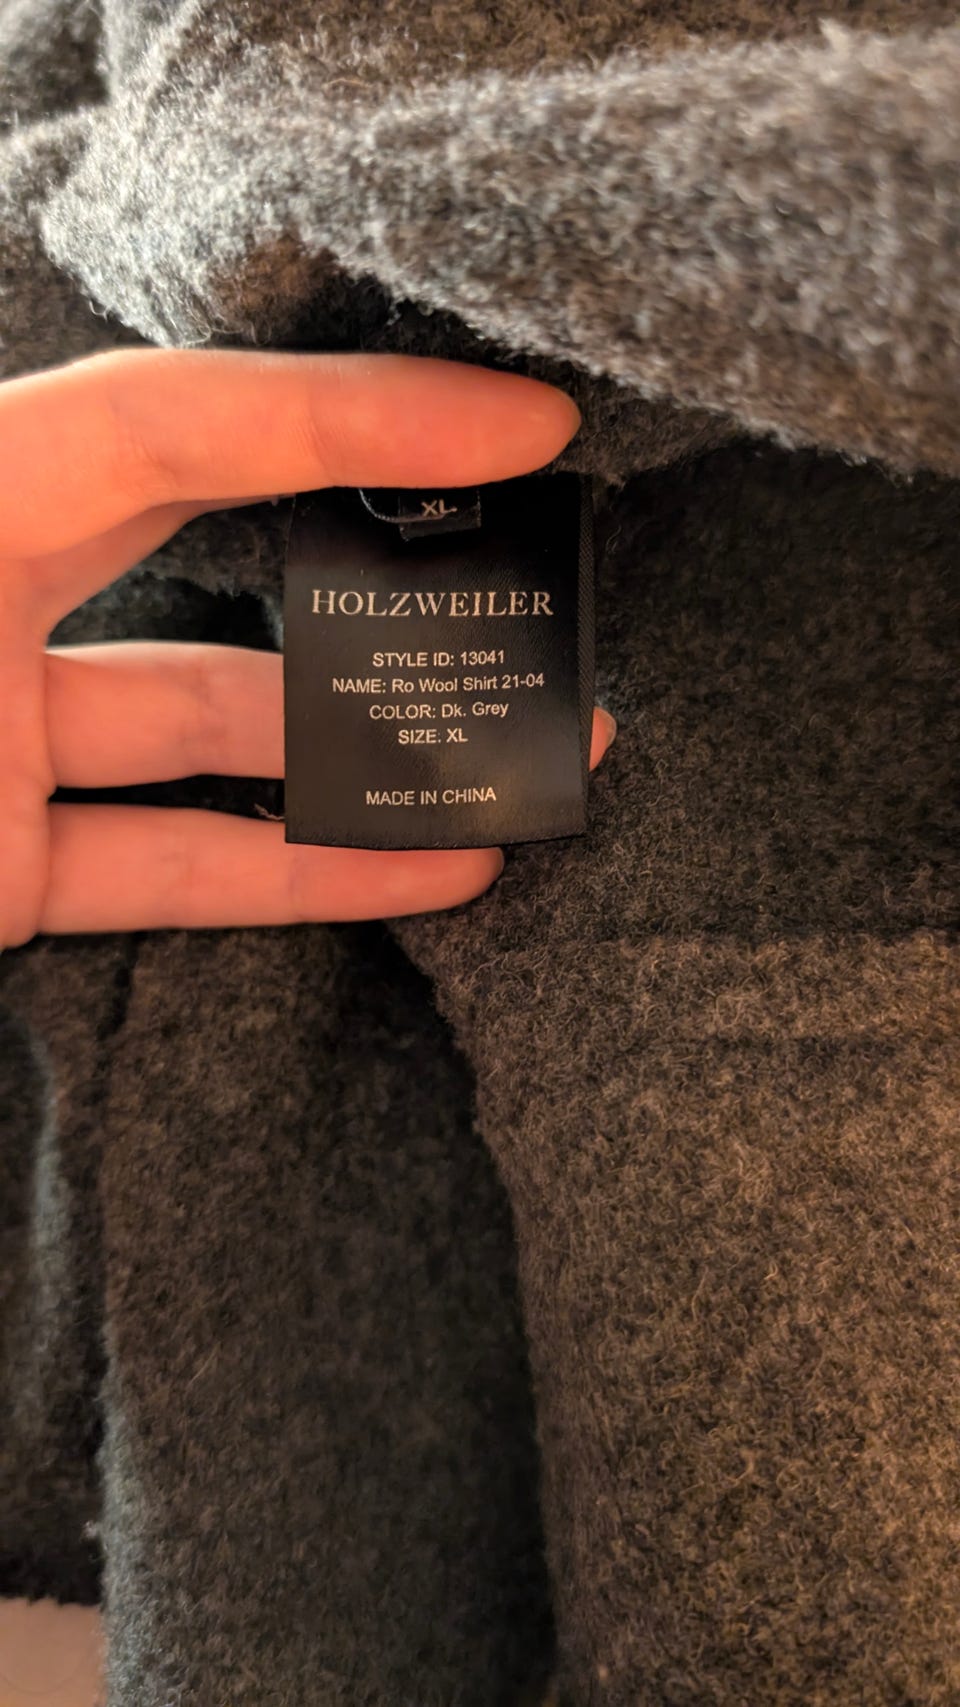 XL
HOLZWEILER
STYLE ID: 13041
NAME: Ro Wool Shirt 21-04
COLOR: Dk. Grey
SIZE: XL
MADE IN CHINA